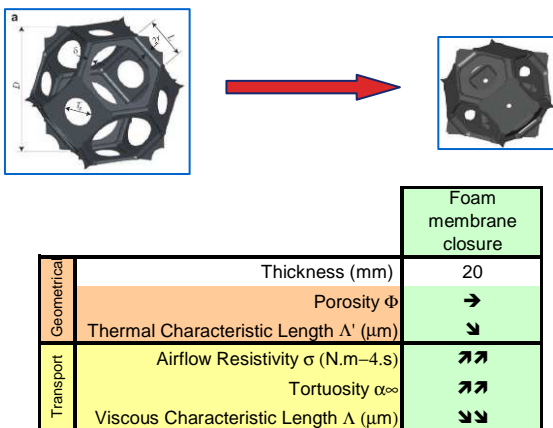 a
D
L
Foam
membrane
closure
Thickness (mm) 20
Geometrical
Porosity Φ ➔
Thermal Characteristic Length Λ' (μm) ➘
Transport
Airflow Resistivity σ (N.m−4.s) ➚➚
Tortuosity α∞ ➚➚
Viscous Characteristic Length Λ (μm) ➘➘